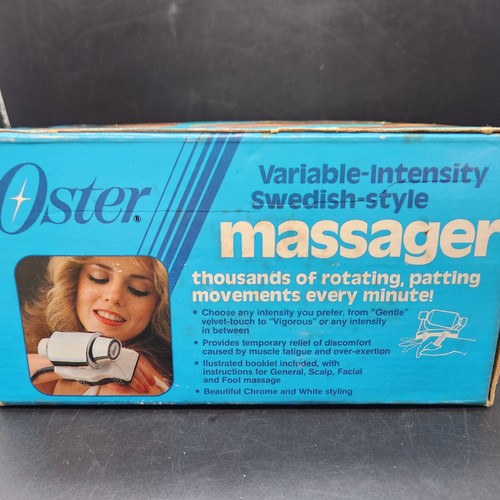 Oster®
Variable-Intensity
Swedish-style
massager
thousands of rotating, patting
movements every minute!
• Choose any intensity you prefer, from "Gentle"
velvet-touch to "Vigorous" or any intensity
in between
• Provides temporary relief of discomfort
caused by muscle fatigue and over-exertion
• Ilustrated booklet included, with
instructions for General, Scalp, Facial
and Foot massage
• Beautiful Chrome and White styling